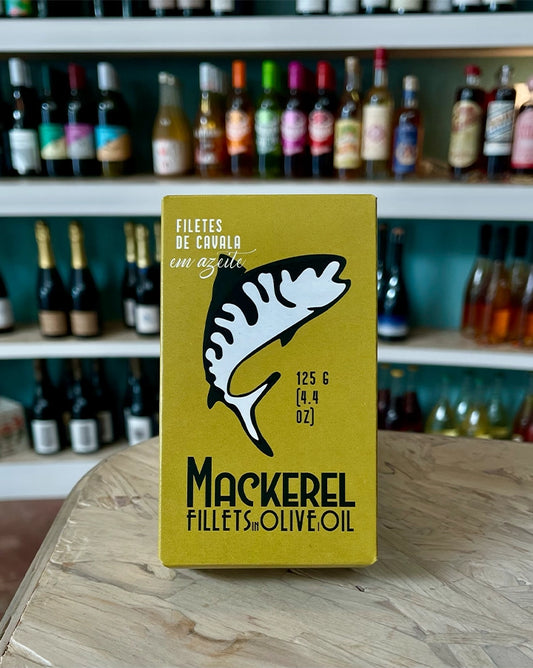 FILETES
DE CAVALA
em azeite
125 G
(4.4
OZ)
MACKEREL
FILLETS IN OLIVE OIL